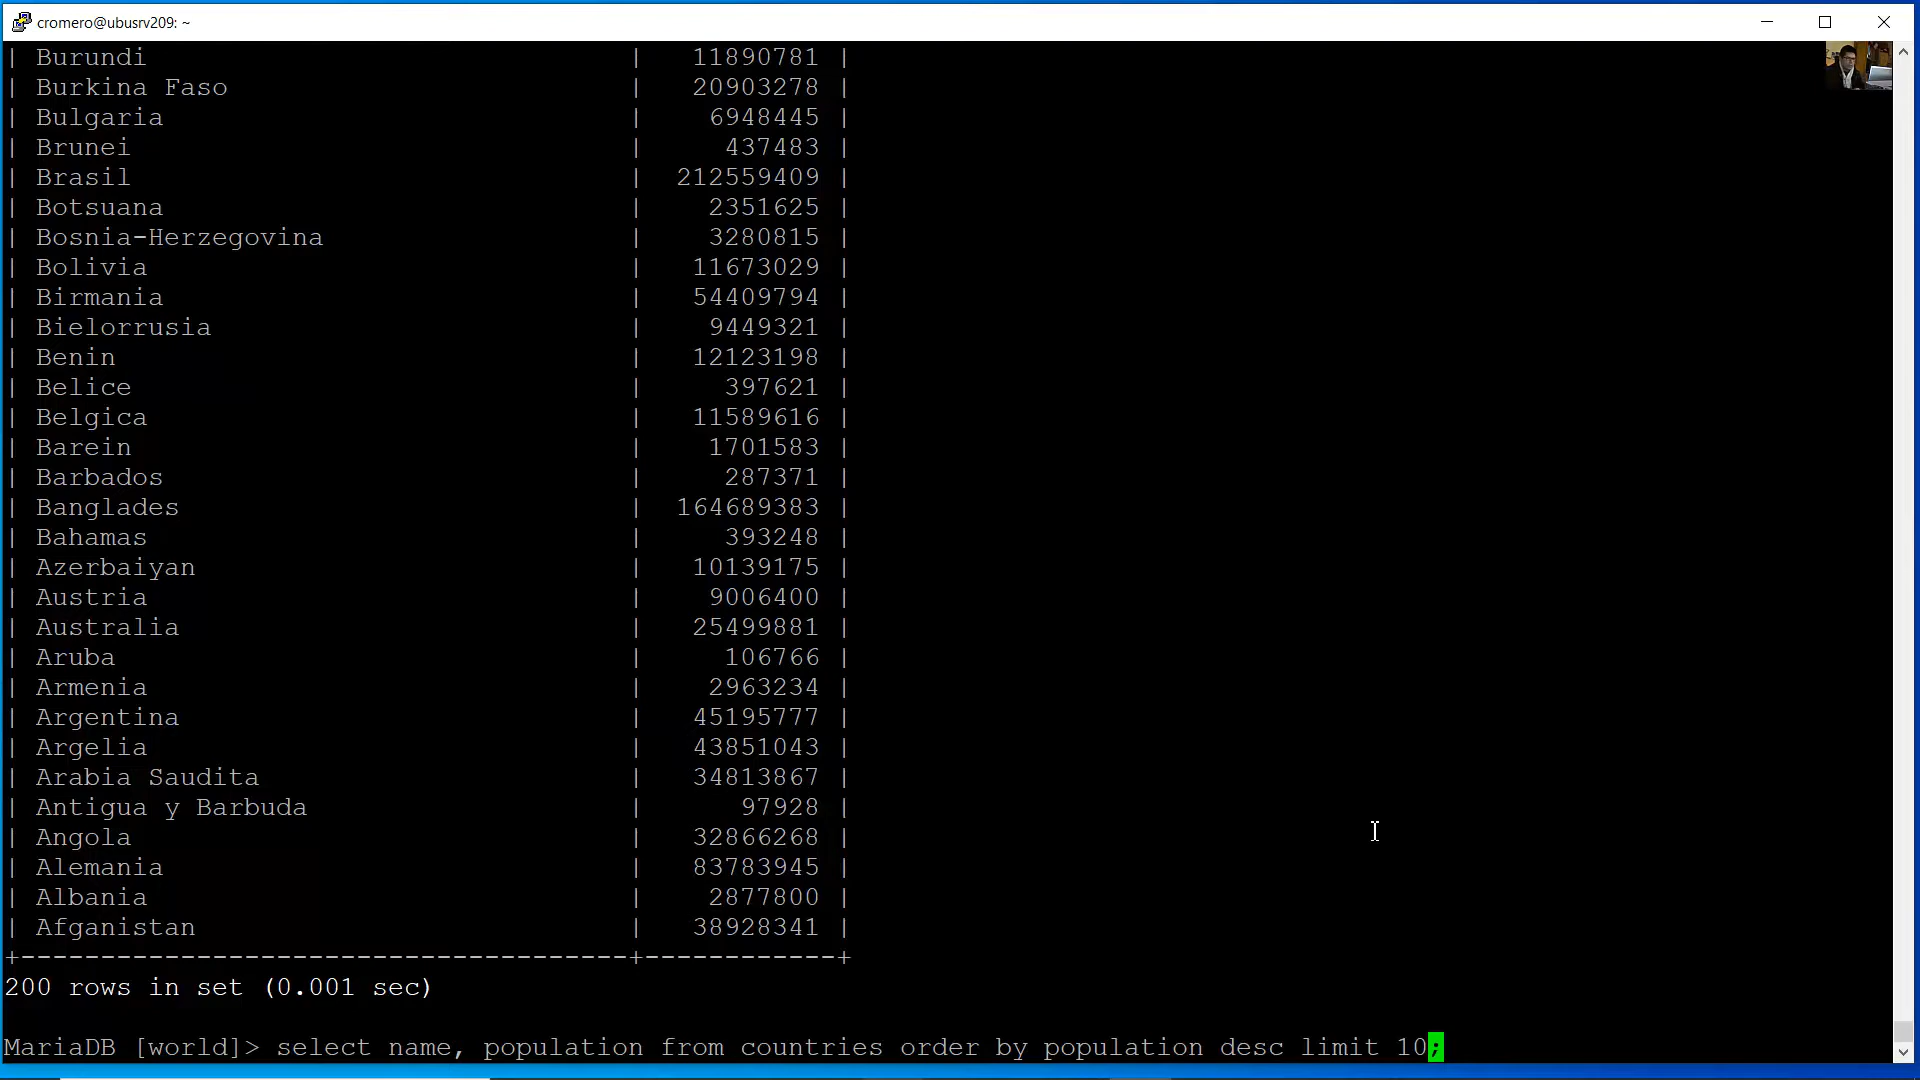 cromero@ubusrv209: ~
| Burundi | 11890781 |
| Burkina Faso | 20903278 |
| Bulgaria | 6948445 |
| Brunei | 437483 |
| Brasil | 212559409 |
| Botsuana | 2351625 |
| Bosnia-Herzegovina | 3280815 |
| Bolivia | 11673029 |
| Birmania | 54409794 |
| Bielorrusia | 9449321 |
| Benin | 12123198 |
| Belice | 397621 |
| Belgica | 11589616 |
| Barein | 1701583 |
| Barbados | 287371 |
| Banglades | 164689383 |
| Bahamas | 393248 |
| Azerbaiyan | 10139175 |
| Austria | 9006400 |
| Australia | 25499881 |
| Aruba | 106766 |
| Armenia | 2963234 |
| Argentina | 45195777 |
| Argelia | 43851043 |
| Arabia Saudita | 34813867 |
| Antigua y Barbuda | 97928 |
| Angola | 32866268 |
| Alemania | 83783945 |
| Albania | 2877800 |
| Afganistan | 38928341 |
+--------------------------------------+------------+
200 rows in set (0.001 sec)
MariaDB [world]> select name, population from countries order by population desc limit 10;